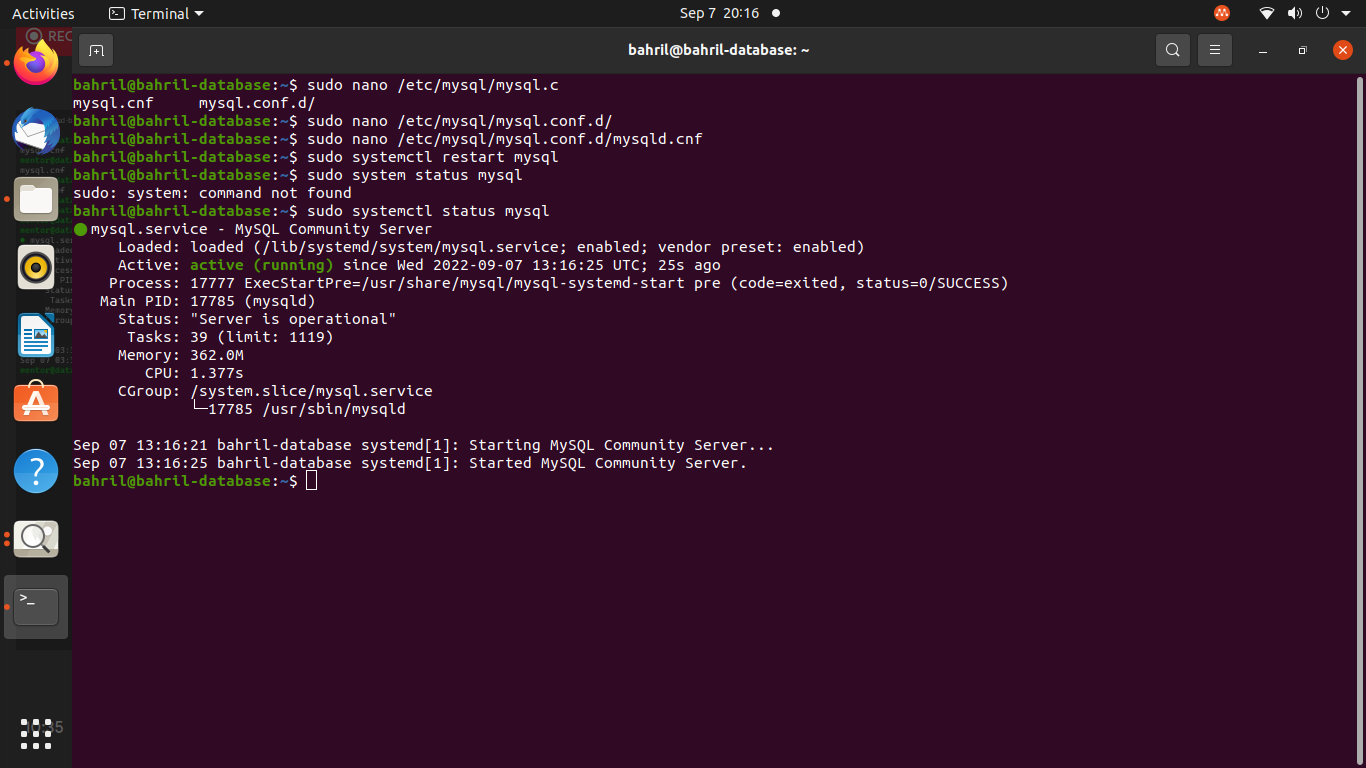 Activities
Terminal
Sep 7 20:16
REC
bahril@bahril-database: ~
bahril@bahril-database:~$ sudo nano /etc/mysql/mysql.c
mysql.cnf     mysql.conf.d/
bahril@bahril-database:~$ sudo nano /etc/mysql/mysql.conf.d/
bahril@bahril-database:~$ sudo nano /etc/mysql/mysql.conf.d/mysqld.cnf
bahril@bahril-database:~$ sudo systemctl restart mysql
bahril@bahril-database:~$ sudo system status mysql
sudo: system: command not found
bahril@bahril-database:~$ sudo systemctl status mysql
● mysql.service - MySQL Community Server
     Loaded: loaded (/lib/systemd/system/mysql.service; enabled; vendor preset: enabled)
     Active: active (running) since Wed 2022-09-07 13:16:25 UTC; 25s ago
    Process: 17777 ExecStartPre=/usr/share/mysql/mysql-systemd-start pre (code=exited, status=0/SUCCESS)
   Main PID: 17785 (mysqld)
     Status: "Server is operational"
      Tasks: 39 (limit: 1119)
     Memory: 362.0M
        CPU: 1.377s
     CGroup: /system.slice/mysql.service
             └─17785 /usr/sbin/mysqld
Sep 07 13:16:21 bahril-database systemd[1]: Starting MySQL Community Server...
Sep 07 13:16:25 bahril-database systemd[1]: Started MySQL Community Server.
bahril@bahril-database:~$